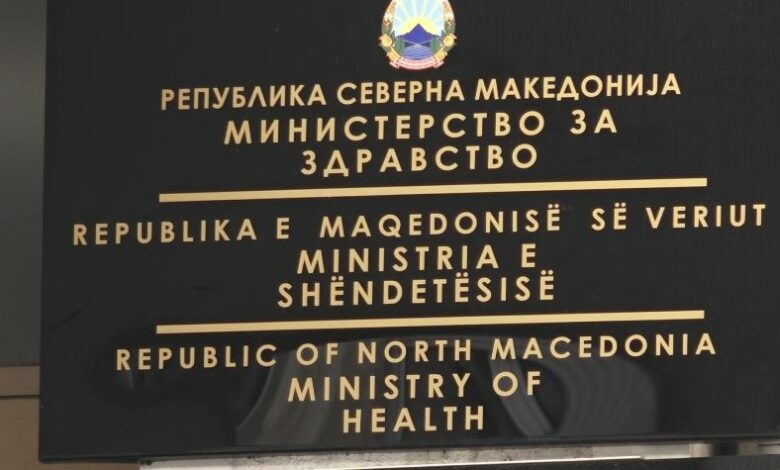 РЕПУБЛИКА СЕВЕРНА МАКЕДОНИЈА
МИНИСТЕРСТВО ЗА
ЗДРАВСТВО
REPUBLIKA E MAQEDONISË SË VERIUT
MINISTRIA E
SHËNDETËSISË
REPUBLIC OF NORTH MACEDONIA
MINISTRY OF
HEALTH